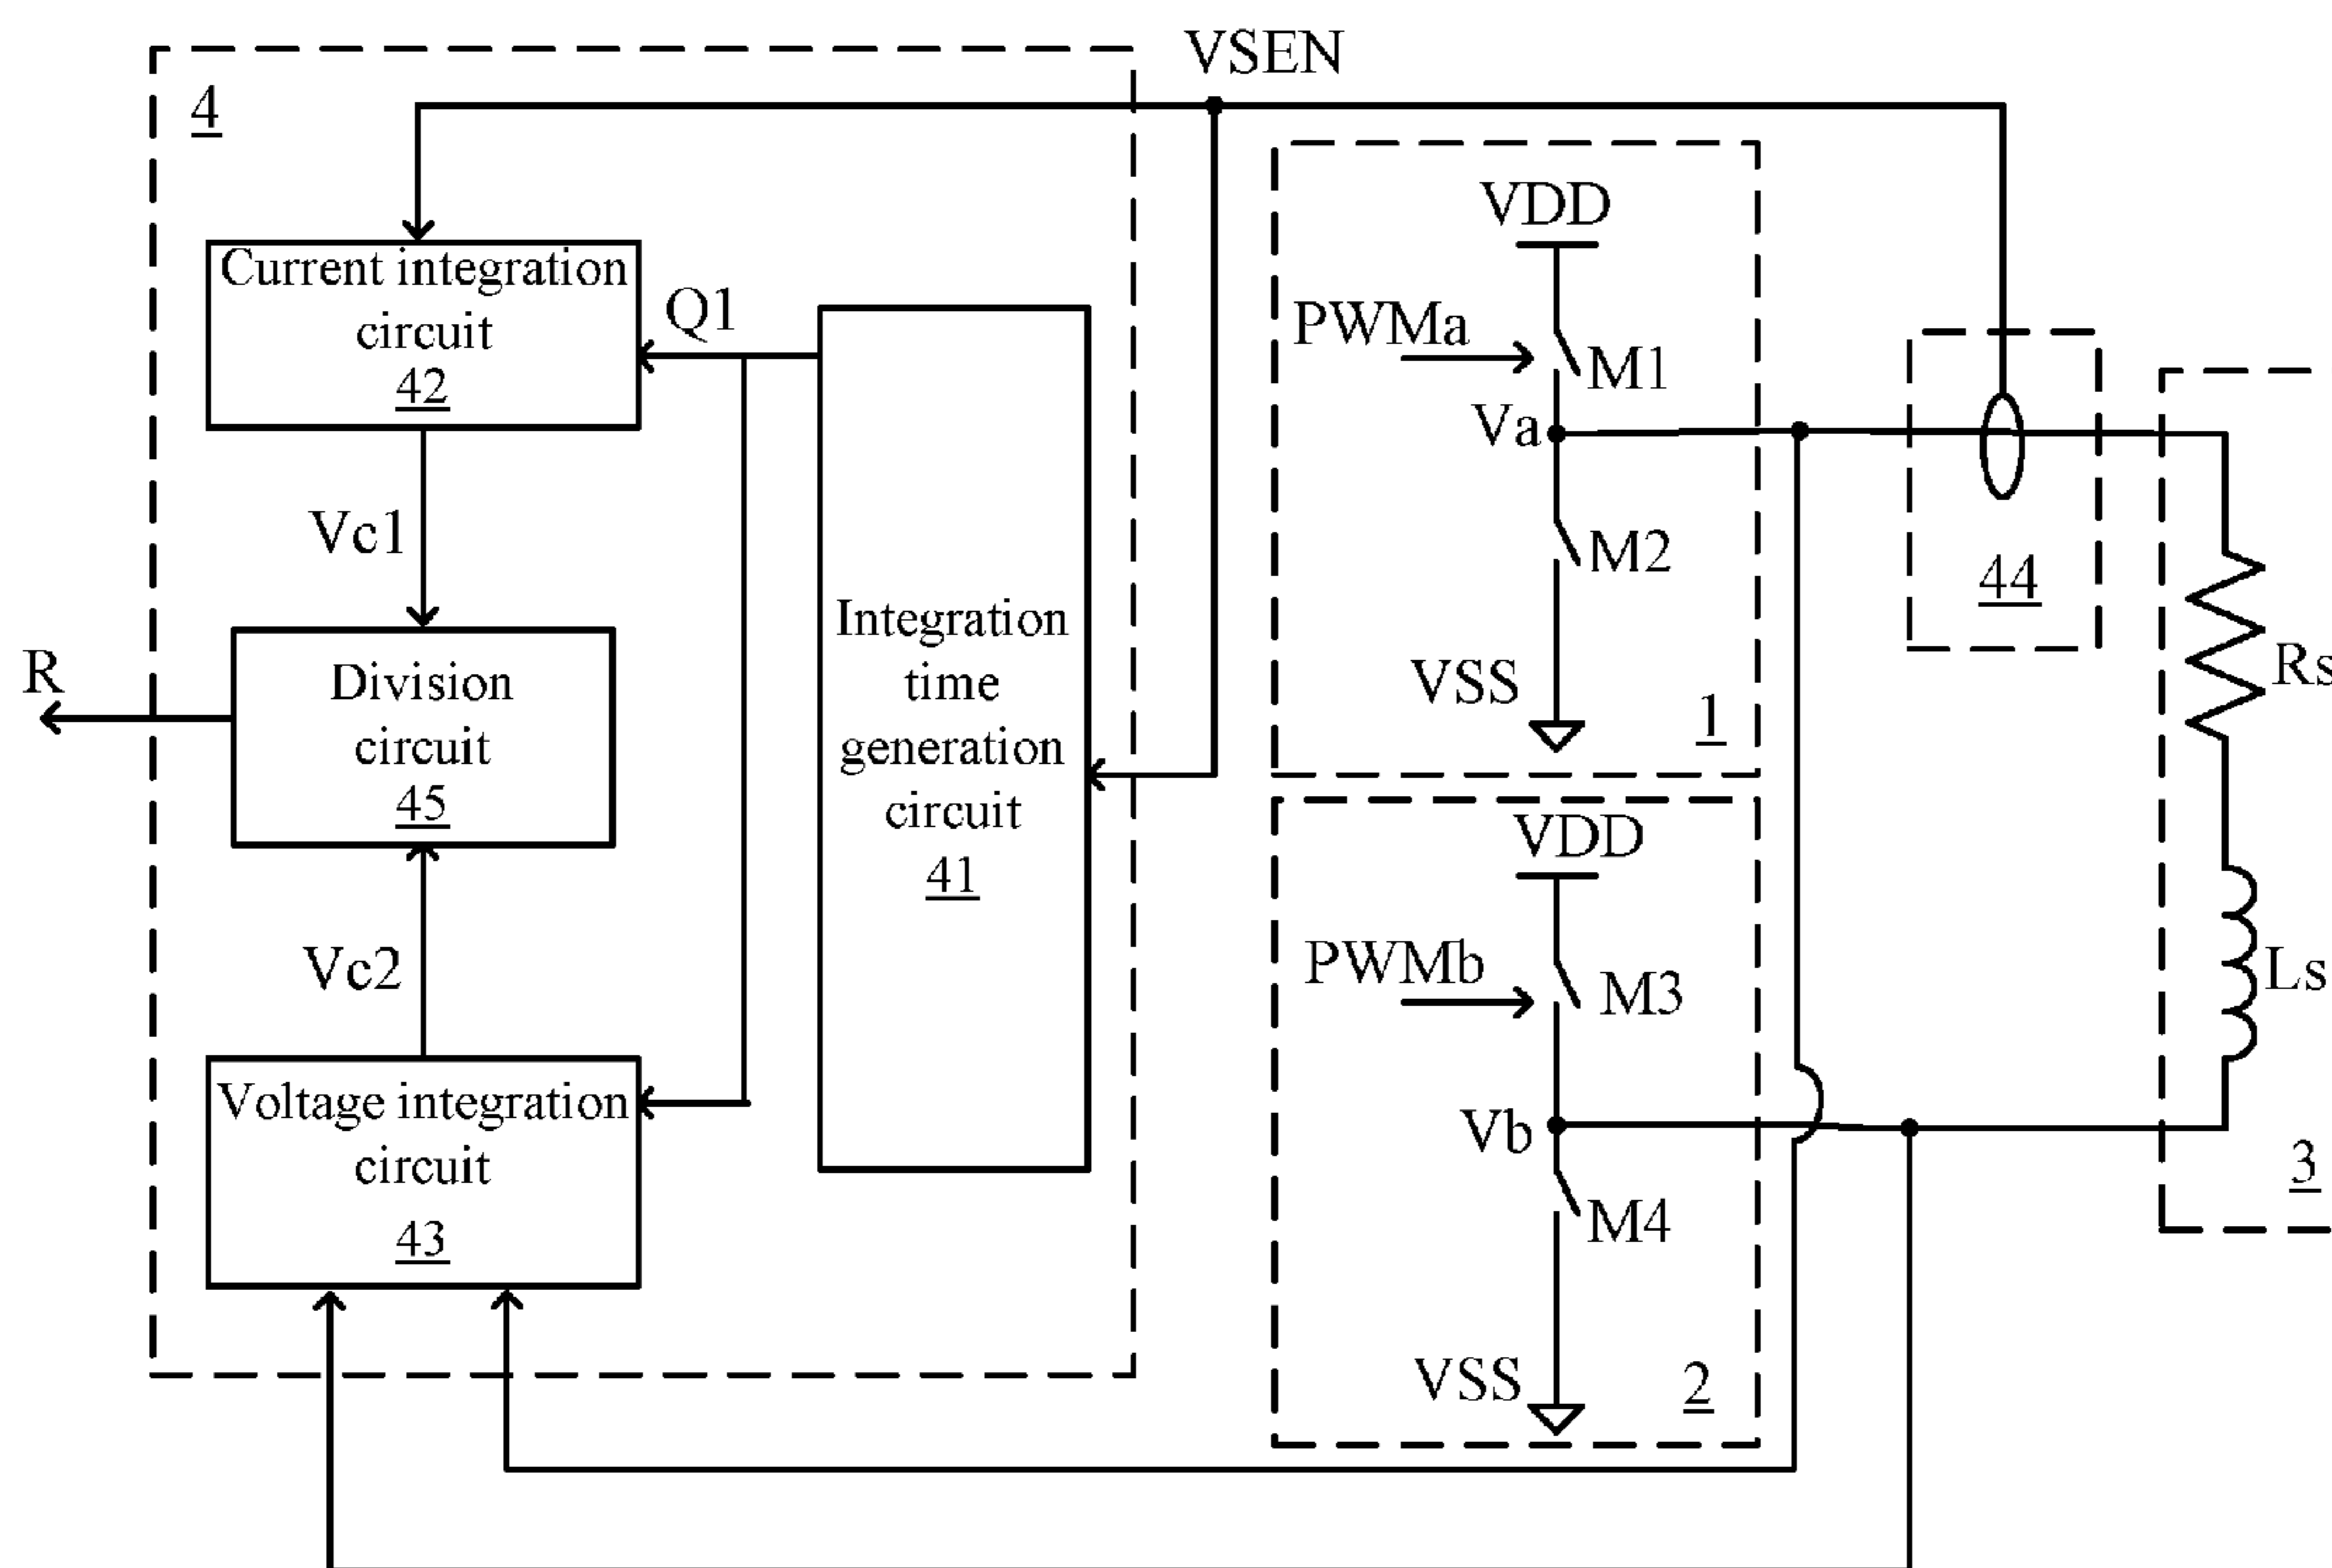 VSEN
4
VDD
Current integration
circuit
42
Q1
PWMa
M1
Va
Vc1
M2
44
Integration
time
generation
circuit
41
R
Division
circuit
45
VSS
1
Rs
VDD
Vc2
PWMb
M3
Ls
Voltage integration
circuit
43
Vb
M4
3
VSS
2